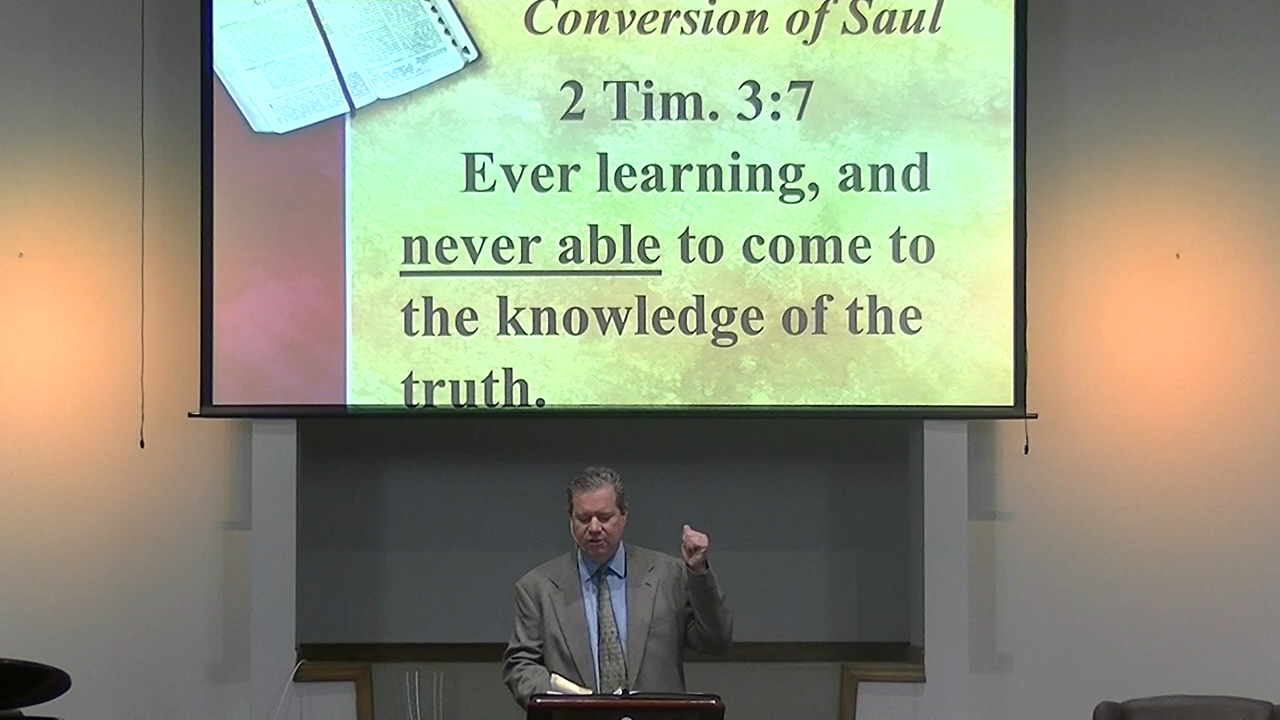 Conversion of Saul
2 Tim. 3:7
Ever learning, and
never able to come to
the knowledge of the
truth.